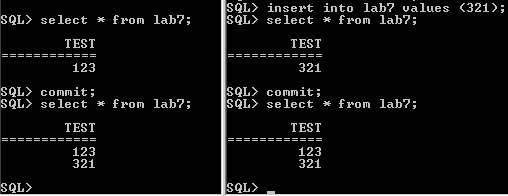 SQL> select * from lab7;
TEST
============
123
SQL> commit;
SQL> select * from lab7;
TEST
============
123
321
SQL>
SQL> insert into lab7 values (321);
SQL> select * from lab7;
TEST
============
321
SQL> commit;
SQL> select * from lab7;
TEST
============
123
321
SQL> _